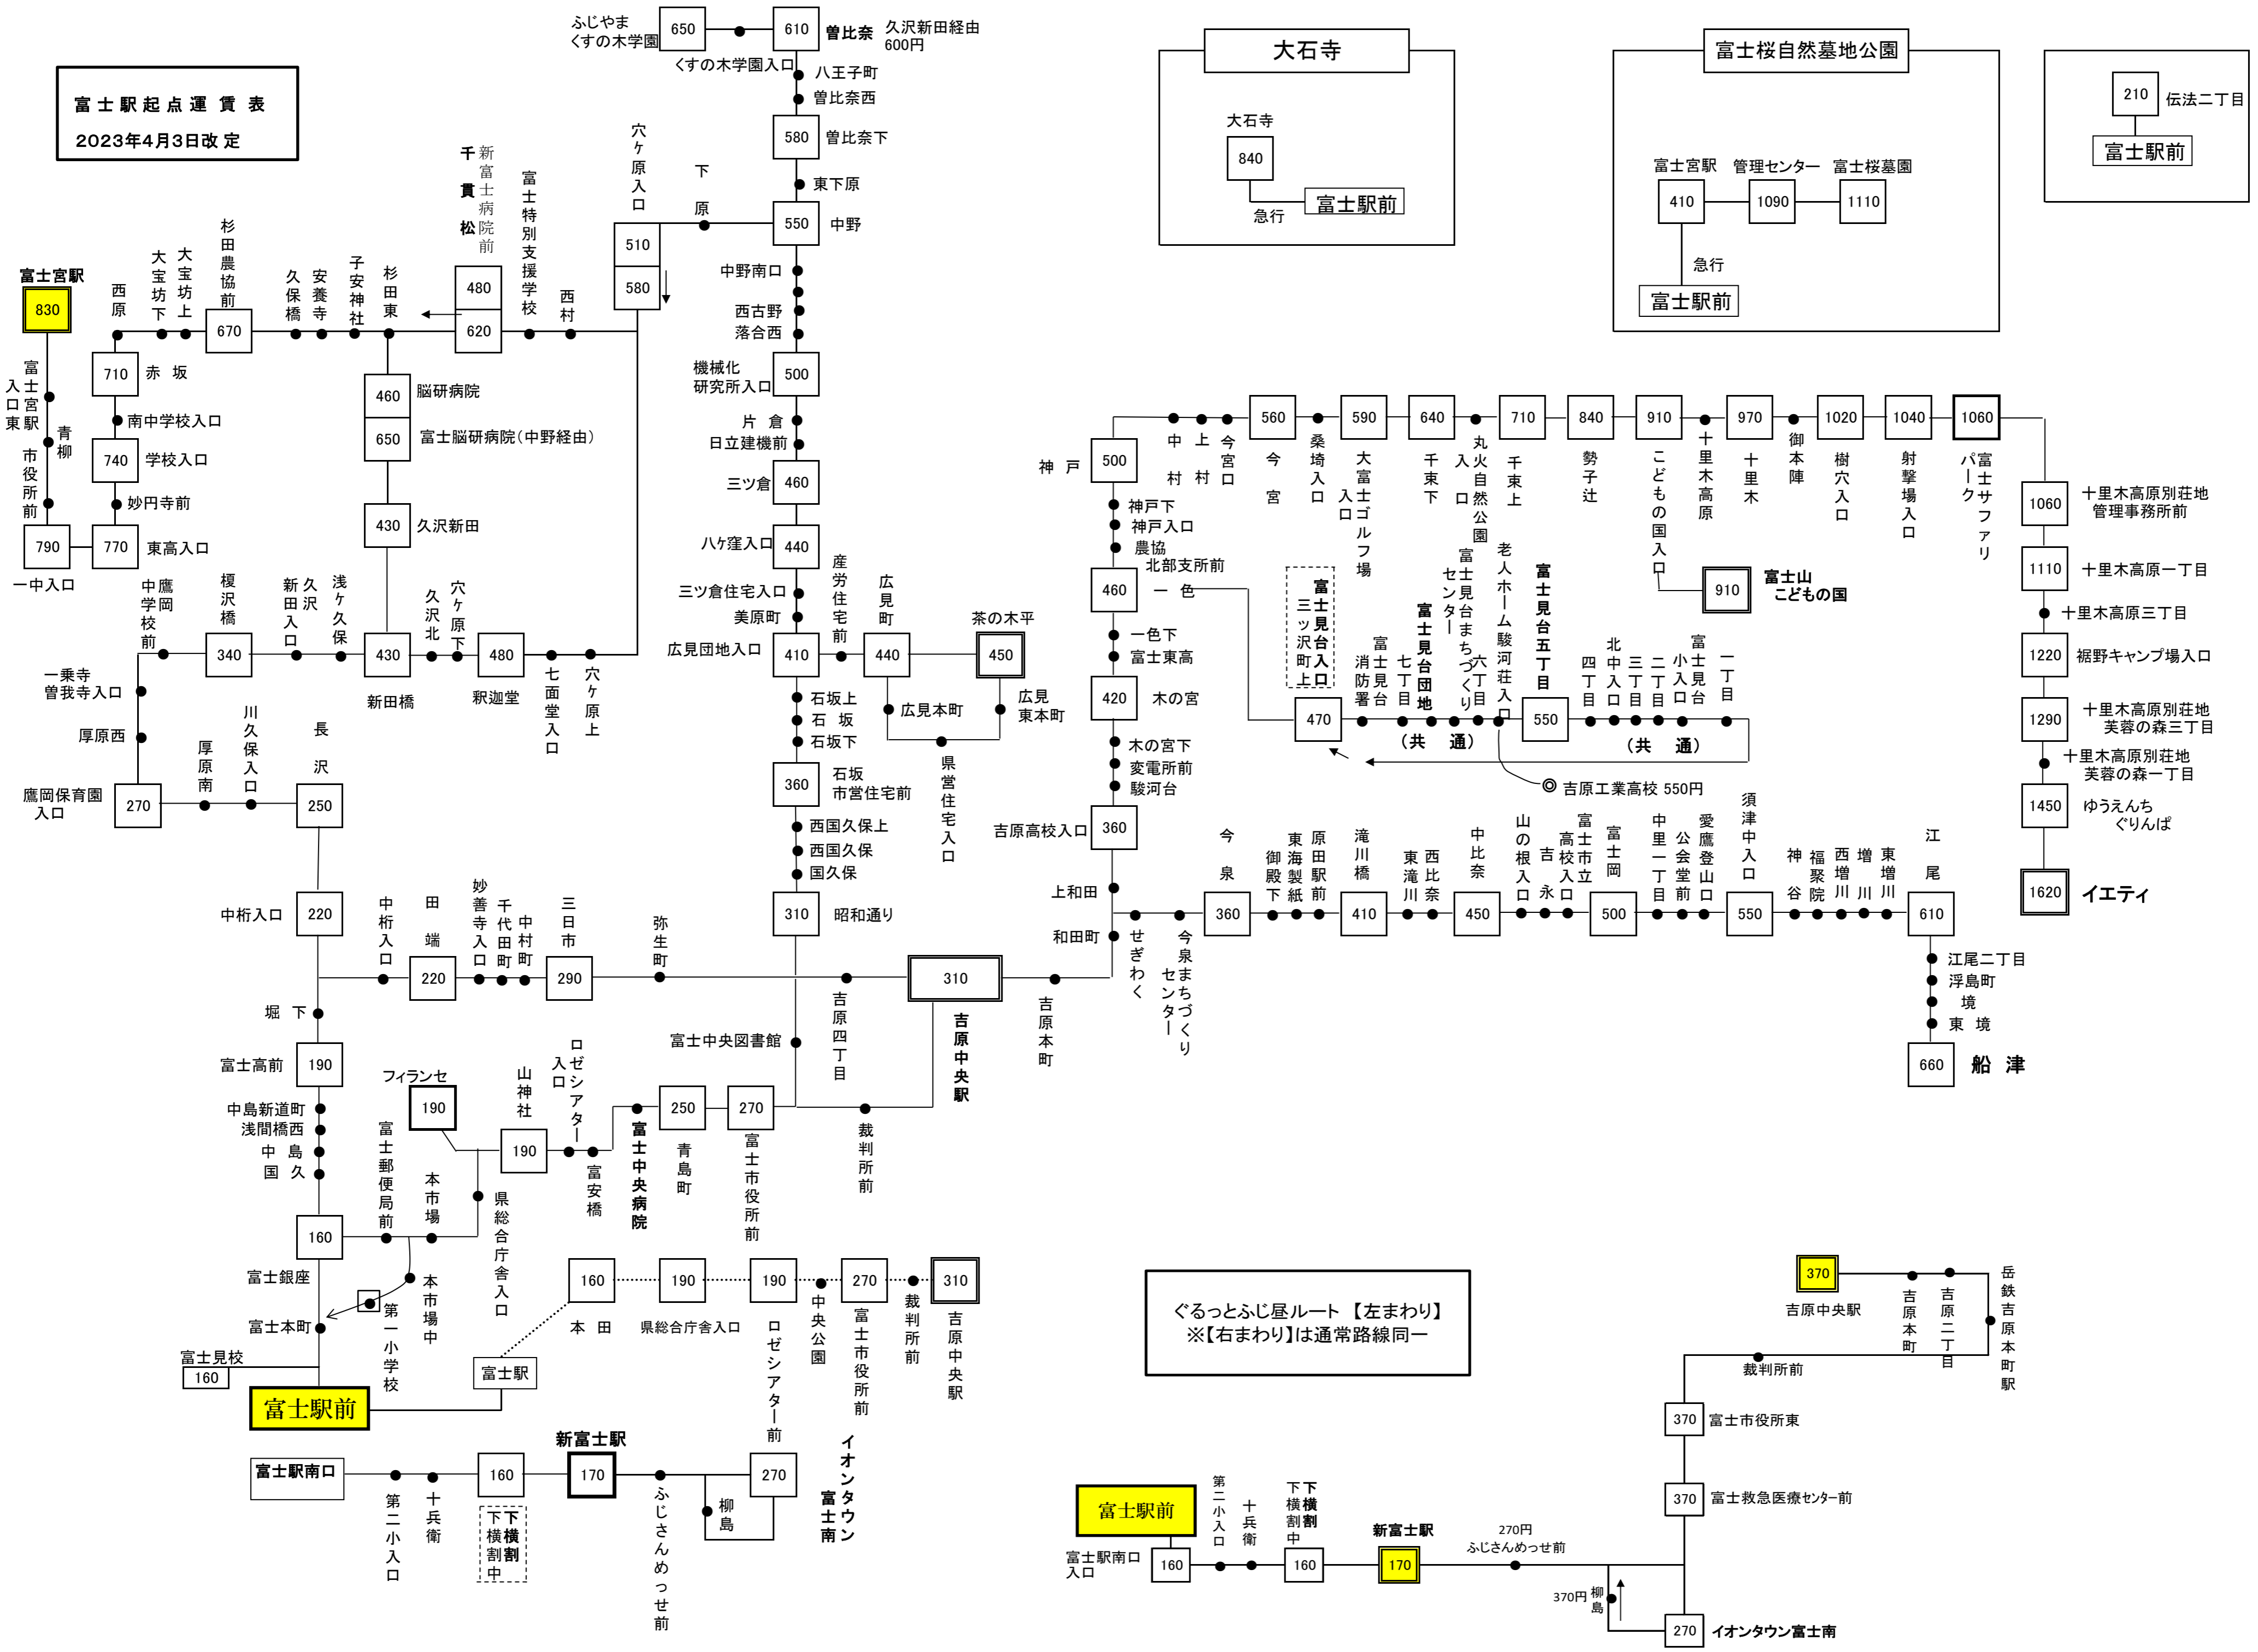 富士駅起点運賃表
2023年4月3日改定
ふじやま
くすの木学園
650
610
曽比奈
久沢新田経由
600円
くすの木学園入口
八王子町
曽比奈西
580
曽比奈下
東下原
550
中野
下原
穴ヶ原入口
510
580
中野南口
西古野
落合西
500
機械化
研究所入口
片倉
日立建機前
460
三ツ倉
440
八ケ窪入口
三ツ倉住宅入口
美原町
410
広見団地入口
産労住宅前
広見町
440
茶の木平
450
広見本町
広見
東本町
県営住宅入口
石坂上
石坂
石坂下
360
石坂
市営住宅前
西国久保上
西国久保
国久保
310
昭和通り
富士中央図書館
富士宮駅
830
富士宮駅
入口東
青柳
市役所前
790
一中入口
770
東高入口
妙円寺前
740
学校入口
南中学校入口
710
赤坂
西原
大宝坊下
大宝坊上
杉田農協前
670
久保橋
安養寺
子安神社
杉田東
千貫松
新富士病院前
480
620
富士特別支援学校
西村
460
脳研病院
650
富士脳研病院(中野経由)
430
久沢新田
鷹岡
中学校前
榎沢橋
340
久沢
新田入口
浅ケ久保
430
新田橋
久沢北
穴ケ原下
480
釈迦堂
七面堂入口
穴ケ原上
一乗寺
曽我寺入口
厚原西
270
鷹岡保育園
入口
厚原南
川久保入口
長沢
250
220
中桁入口
中桁入口
田端
220
妙善寺入口
千代田町
中村町
三日市
290
弥生町
吉原四丁目
310
吉原中央駅
吉原本町
堀下
190
富士高前
中島新道町
浅間橋西
中島
国久
160
富士銀座
富士本町
富士見校
160
富士駅前
富士郵便局前
本市場
フィランセ
190
県総合庁舎入口
山神社
190
ロゼシアター
入口
富安橋
富士中央病院
250
青島町
270
富士市役所前
裁判所前
本市場中
第一小学校
富士駅
160
本田
190
県総合庁舎入口
190
ロゼシアター前
中央公園
270
富士市役所前
裁判所前
310
吉原中央駅
富士駅南口
第二小入口
十兵衛
160
下横割
下横割中
新富士駅
170
ふじさんめっせ前
柳島
270
イオンタウン
富士南
大石寺
大石寺
840
急行
富士駅前
富士桜自然墓地公園
富士宮駅
410
管理センター
1090
富士桜墓園
1110
急行
富士駅前
210
伝法二丁目
富士駅前
500
神戸
中村
上村
今宮口
560
今宮
桑埼入口
590
大富士ゴルフ場
入口
640
千束下
丸火自然公園
入口
710
千束上
840
勢子辻
910
こどもの国入口
十里木高原
970
十里木
御本陣
1020
樹穴入口
1040
射撃場入口
1060
富士サファリ
パーク
910
富士山
こどもの国
1060
十里木高原別荘地
管理事務所前
1110
十里木高原一丁目
十里木高原三丁目
1220
裾野キャンプ場入口
1290
十里木高原別荘地
芙蓉の森三丁目
十里木高原別荘地
芙蓉の森一丁目
1450
ゆうえんち
ぐりんぱ
1620
イエティ
神戸下
神戸入口
農協
北部支所前
460
一色
一色下
富士東高
420
木の宮
木の宮下
変電所前
駿河台
360
吉原高校入口
上和田
和田町
富士見台入口
三ッ沢町上
470
富士見台
消防署
七丁目
富士見台団地
富士見台まちづくり
センター
六丁目
老人ホーム駿河荘入口
富士見台五丁目
550
四丁目
北中入口
三丁目
二丁目
富士見台
小入口
一丁目
(共通)
(共通)
◎ 吉原工業高校 550円
せぎわく
今泉まちづくり
センター
今泉
360
御殿下
東海製紙
原田駅前
滝川橋
410
東滝川
西比奈
中比奈
450
山の根入口
吉永
富士市立
高校入口
富士岡
500
中里一丁目
公会堂前
愛鷹登山口
須津中入口
550
神谷
福聚院
西増川
増川
東増川
江尾
610
江尾二丁目
浮島町
境
東境
660
船津
ぐるっとふじ昼ルート 【左まわり】
※【右まわり】は通常路線同一
370
吉原中央駅
吉原本町
吉原二丁目
岳鉄吉原本町駅
裁判所前
370
富士市役所東
370
富士救急医療センター前
富士駅前
富士駅南口
入口
160
第二小入口
十兵衛
下横割
下横割中
160
新富士駅
170
270円
ふじさんめっせ前
370円
柳島
270
イオンタウン富士南